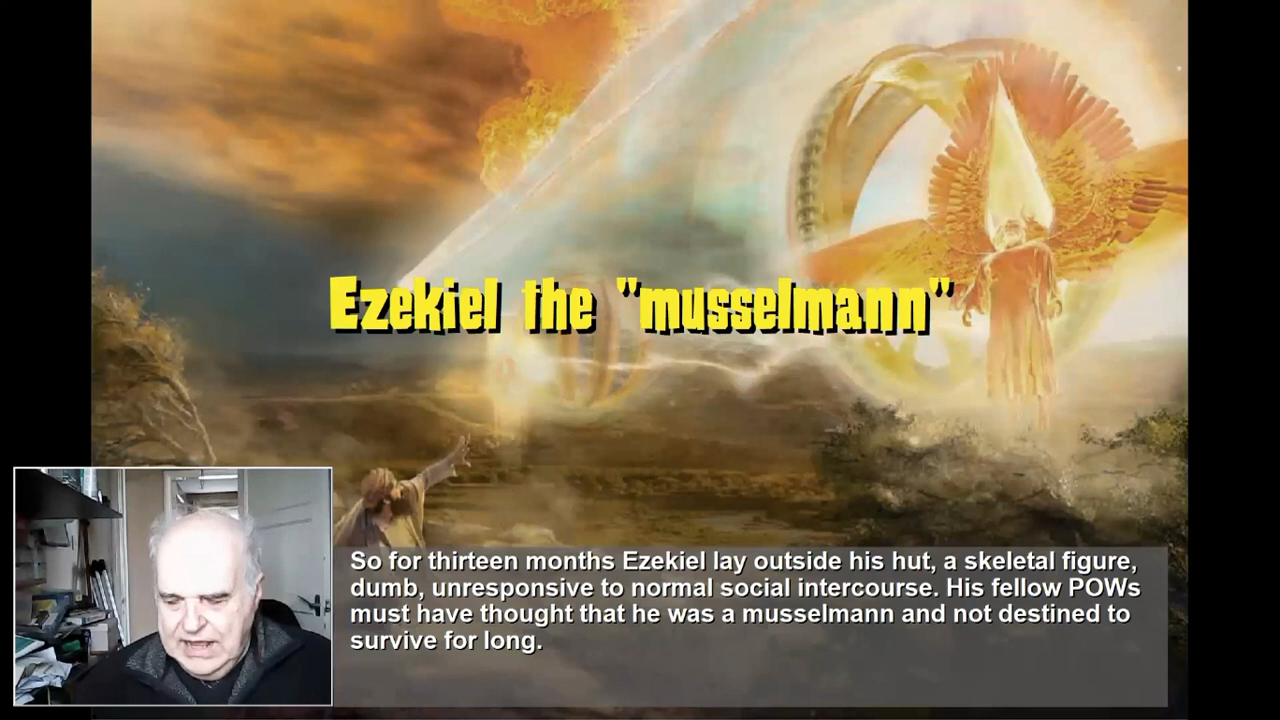 Ezekiel the "musselmann"
So for thirteen months Ezekiel lay outside his hut, a skeletal figure,
dumb, unresponsive to normal social intercourse. His fellow POWs
must have thought that he was a musselmann and not destined to
survive for long.